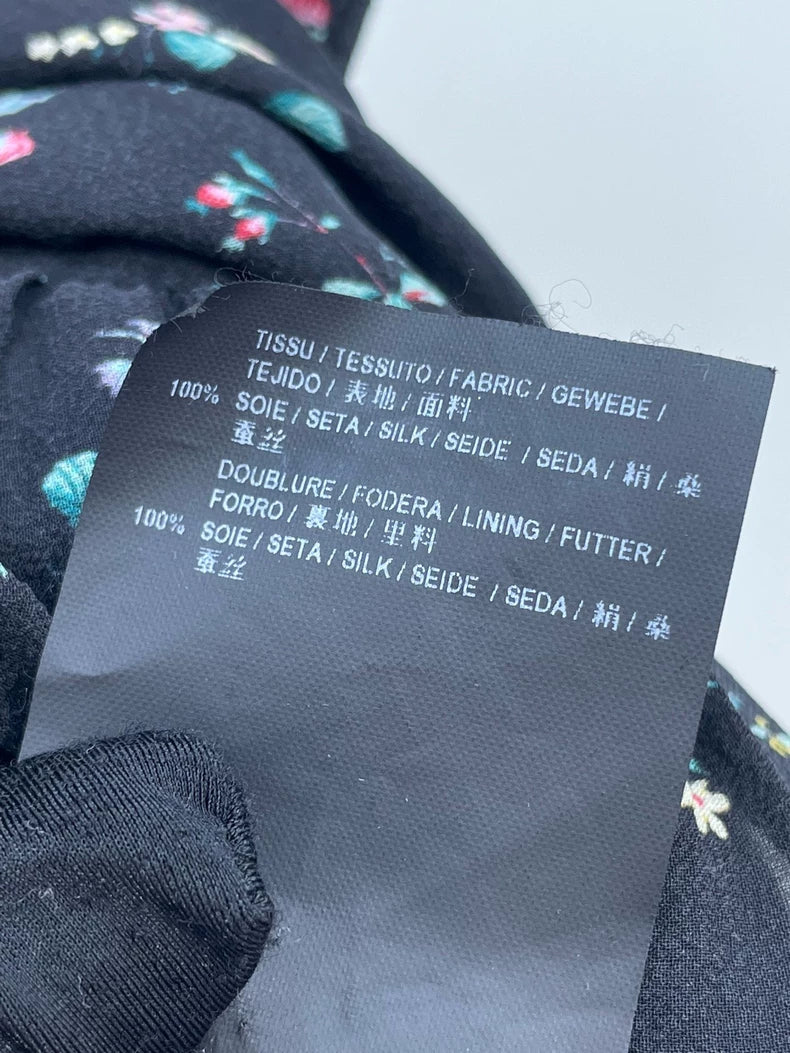 TISSU / TESSUTO / FABRIC / GEWEBE /
TEJIDO / 表地 / 面料
100% SOIE / SETA / SILK / SEIDE / SEDA / 絹 / 桑
蚕丝
DOUBLURE / FODERA / LINING / FUTTER /
FORRO / 裏地 / 里料
100% SOIE / SETA / SILK / SEIDE / SEDA / 絹 / 桑
蚕丝